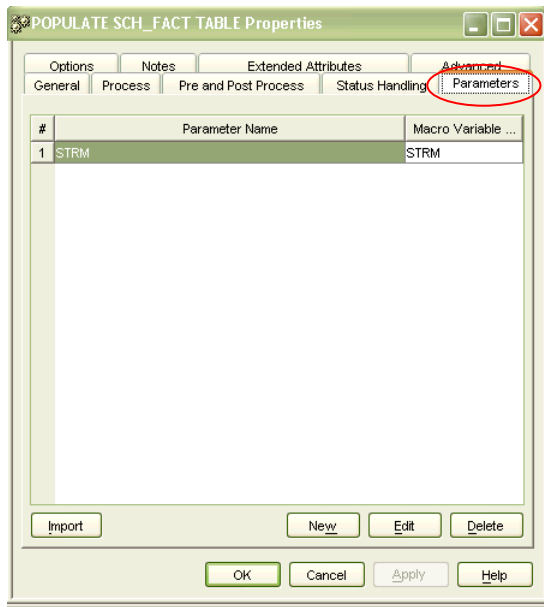 POPULATE SCH_FACT TABLE Properties
Options Notes Extended Attributes Advanced
General Process Pre and Post Process Status Handling Parameters
# Parameter Name Macro Variable ...
1 STRM STRM
Import New Edit Delete
OK Cancel Apply Help